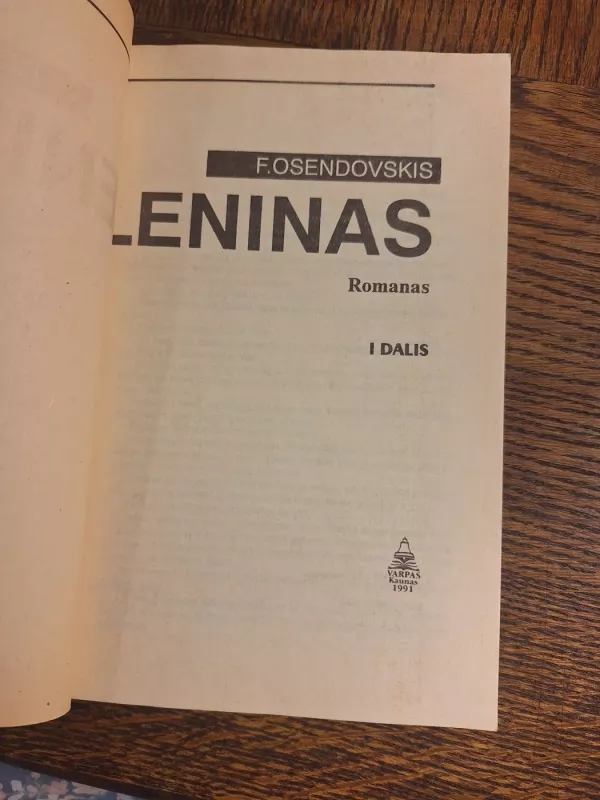 F.OSENDOVSKIS
LENINAS
Romanas
I DALIS
VARPAS
Kaunas
1991